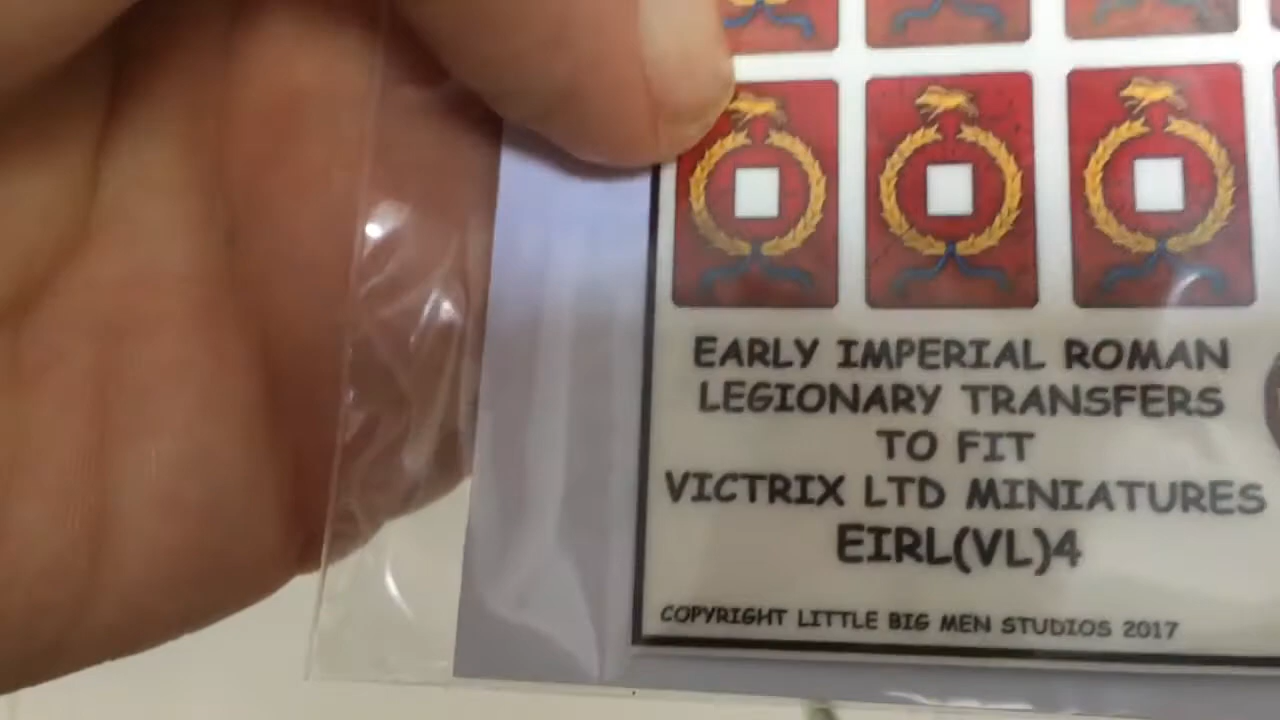 EARLY IMPERIAL ROMAN
LEGIONARY TRANSFERS
TO FIT
VICTRIX LTD MINIATURES
EIRL(VL)4
COPYRIGHT LITTLE BIG MEN STUDIOS 2017